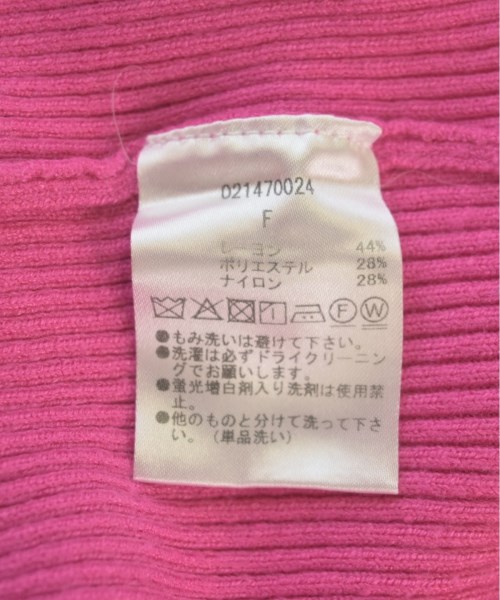 021470024
F
レーヨン 44%
ポリエステル 28%
ナイロン 28%
F W
●もみ洗いは避けて下さい。
●洗濯は必ずドライクリーニン
グでお願いします。
●蛍光増白剤入り洗剤は使用禁
止。
●他のものと分けて洗って下さ
い。（単品洗い）